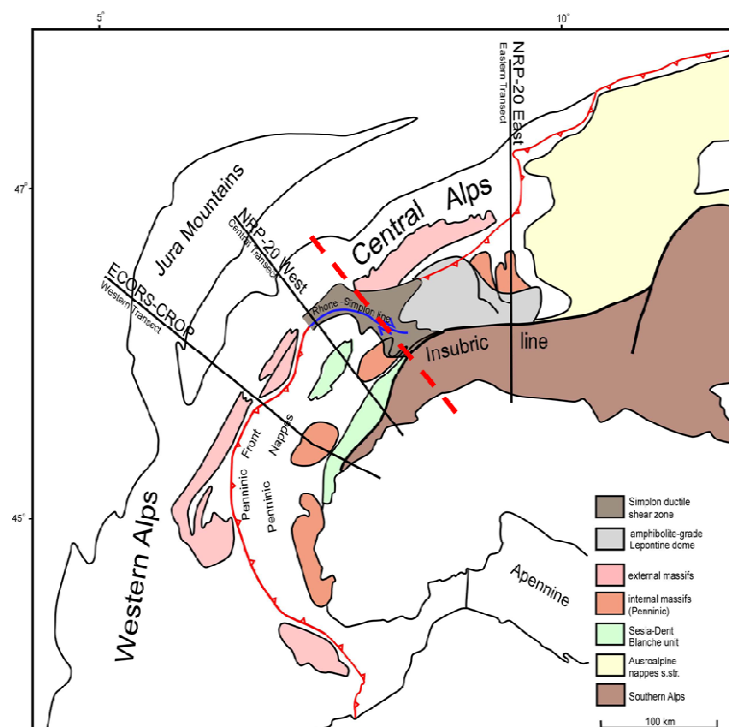 5°
10°
NRP-20 East
Eastern Transect
47°
Jura Mountains
Central Alps
NRP-20 West
Central Transect
ECORS-CROP
Western Transect
Rhone-Simplon line
Insubric line
Penninic Front
Penninic Nappes
45°
Western Alps
Apennine
Simplon ductile
shear zone
amphibolite-grade
Lepontine dome
external massifs
internal massifs
(Penninic)
Sesia-Dent
Blanche unit
Ausroalpine
nappes s.str.
Southern Alps
100 km